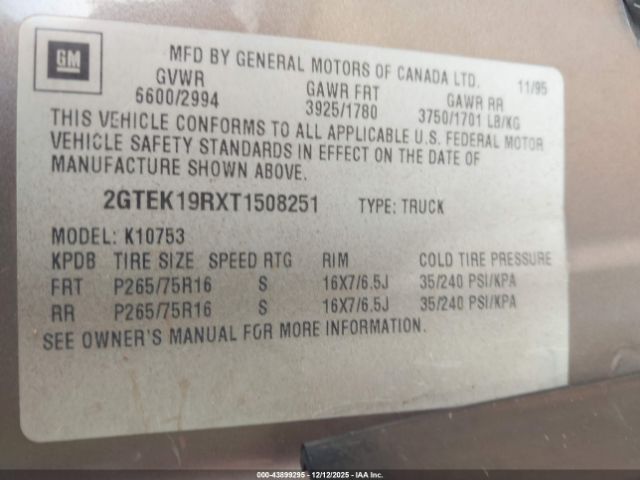 GM
MFD BY GENERAL MOTORS OF CANADA LTD.
11/95
GVWR GAWR FRT GAWR RR
6600/2994 3925/1780 3750/1701 LB/KG
THIS VEHICLE CONFORMS TO ALL APPLICABLE U.S. FEDERAL MOTOR
VEHICLE SAFETY STANDARDS IN EFFECT ON THE DATE OF
MANUFACTURE SHOWN ABOVE.
2GTEK19RXT1508251 TYPE: TRUCK
MODEL: K10753
KPDB TIRE SIZE SPEED RTG RIM COLD TIRE PRESSURE
FRT P265/75R16 S 16X7/6.5J 35/240 PSI/KPA
RR P265/75R16 S 16X7/6.5J 35/240 PSI/KPA
SEE OWNER'S MANUAL FOR MORE INFORMATION.
000-43899295 - 12/12/2025 - IAA Inc.